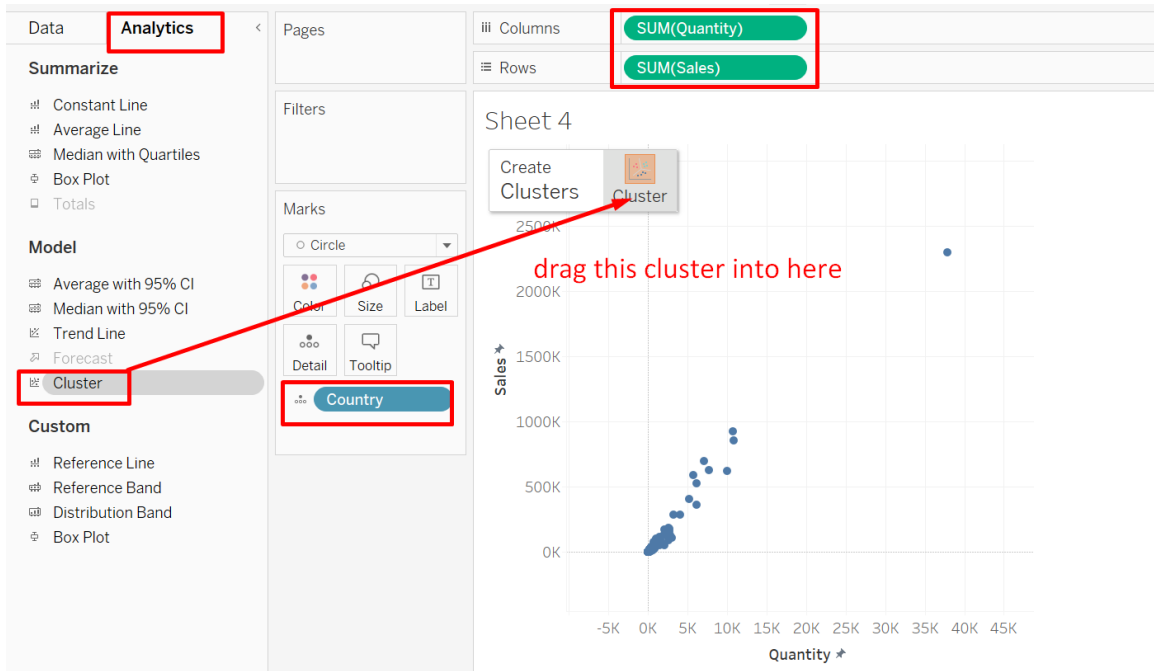 Data Analytics <
Summarize
Constant Line
Average Line
Median with Quartiles
Box Plot
Totals
Model
Average with 95% CI
Median with 95% CI
Trend Line
Forecast
Cluster
Custom
Reference Line
Reference Band
Distribution Band
Box Plot
Pages
Filters
Marks
Circle
Color Size Label
Detail Tooltip
Country
Columns SUM(Quantity)
Rows SUM(Sales)
Sheet 4
Create
Clusters
Cluster
drag this cluster into here
2500K
2000K
1500K
1000K
500K
0K
Sales
-5K 0K 5K 10K 15K 20K 25K 30K 35K 40K 45K
Quantity